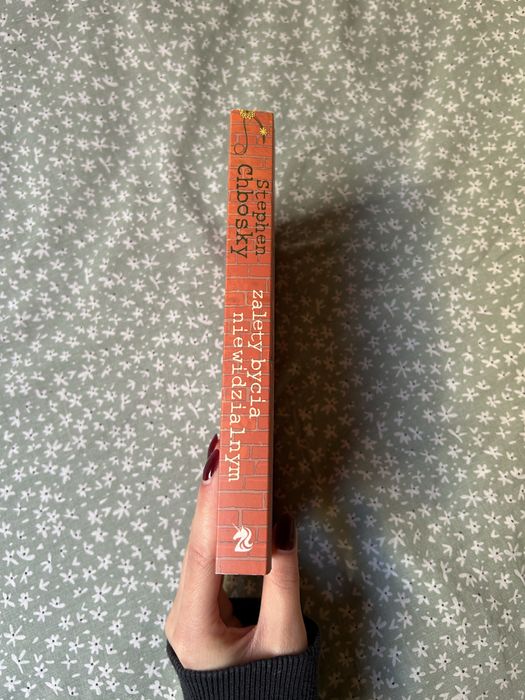 Stephen
Chbosky
zalety bycia
niewidzialnym